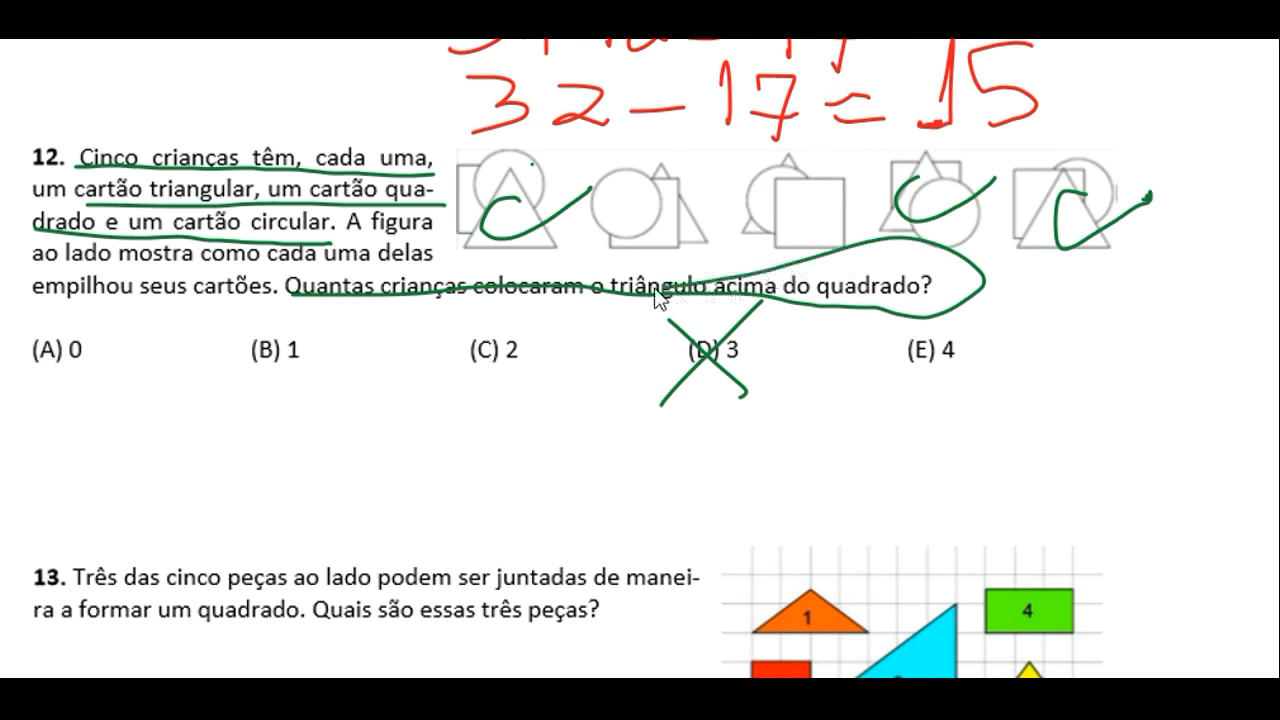 32-17=15
12. Cinco crianças têm, cada uma,
um cartão triangular, um cartão qua-
drado e um cartão circular. A figura
ao lado mostra como cada uma delas
empilhou seus cartões. Quantas crianças colocaram o triângulo acima do quadrado?
(A) 0 (B) 1 (C) 2 (D) 3 (E) 4
13. Três das cinco peças ao lado podem ser juntadas de manei-
ra a formar um quadrado. Quais são essas três peças?
1
4